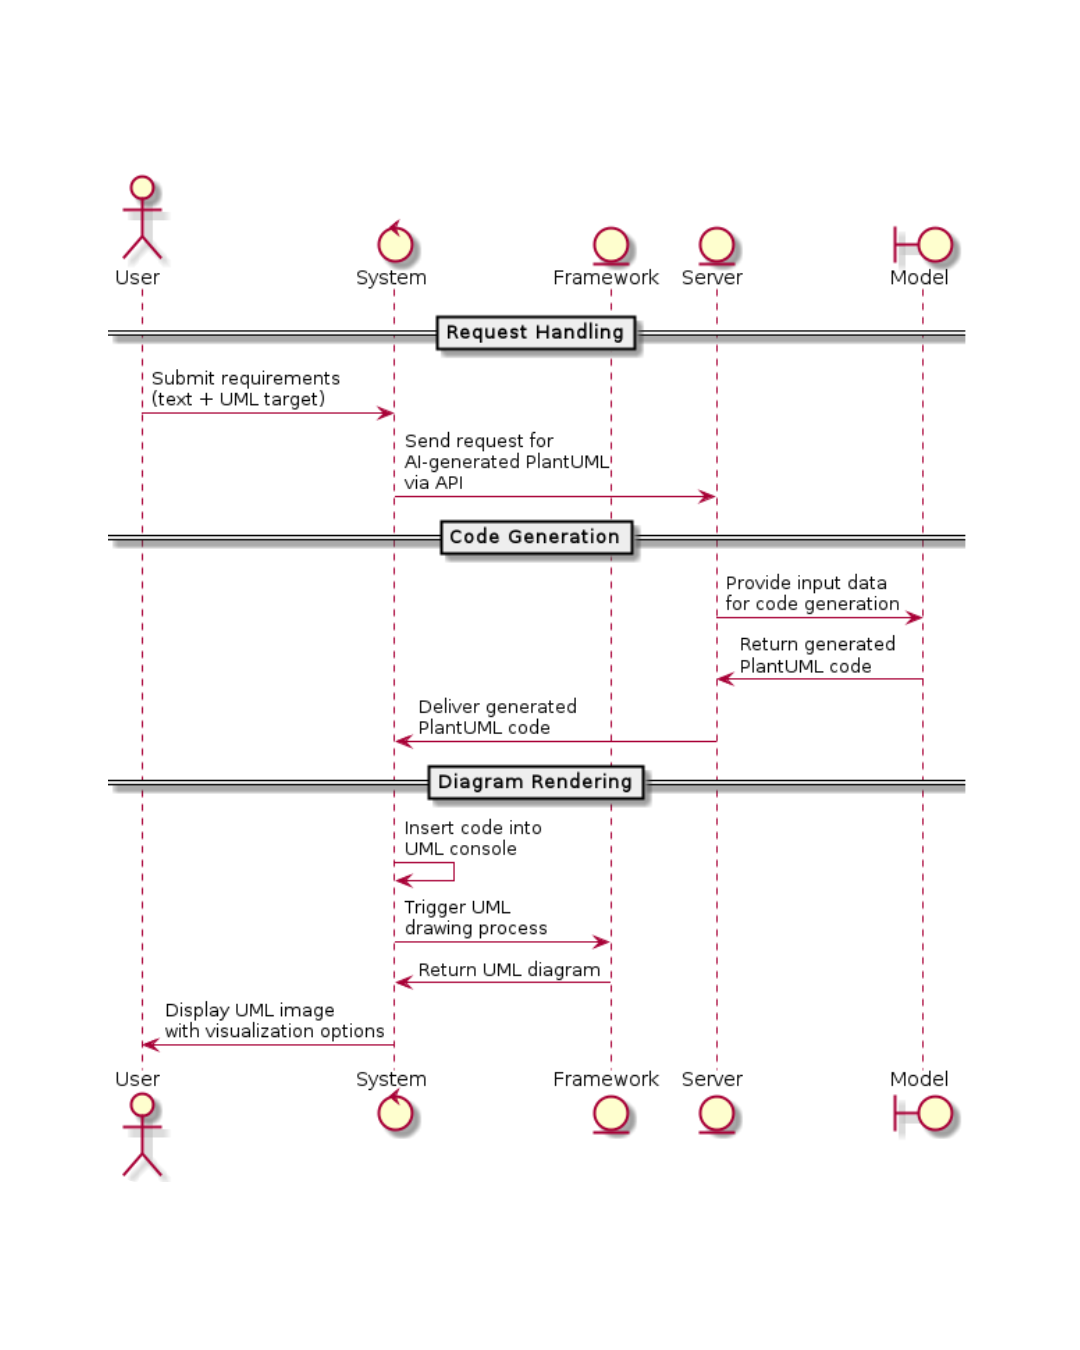 User
System
Framework
Server
Model
Request Handling
Submit requirements
(text + UML target)
Send request for
AI-generated PlantUML
via API
Code Generation
Provide input data
for code generation
Return generated
PlantUML code
Deliver generated
PlantUML code
Diagram Rendering
Insert code into
UML console
Trigger UML
drawing process
Return UML diagram
Display UML image
with visualization options
User
System
Framework
Server
Model